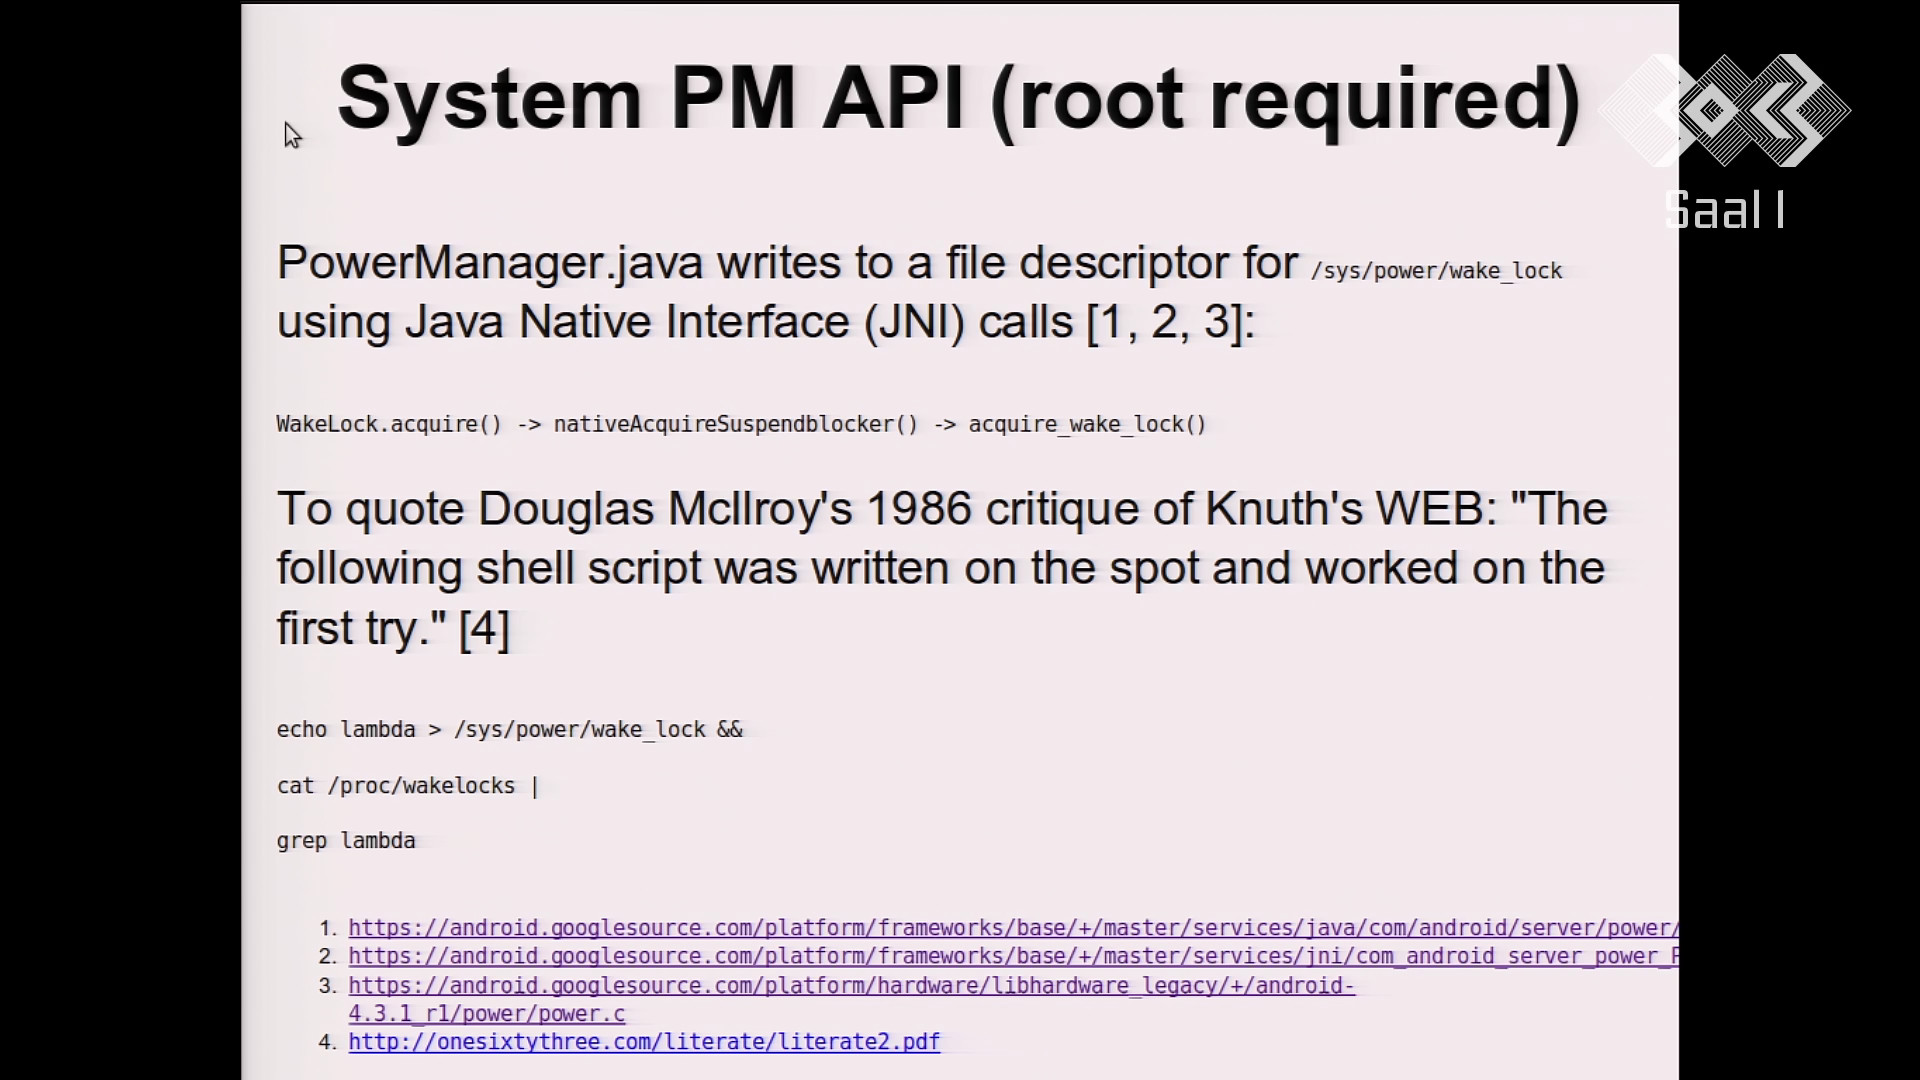 System PM API (root required)
Saal 1
PowerManager.java writes to a file descriptor for /sys/power/wake_lock
using Java Native Interface (JNI) calls [1, 2, 3]:
WakeLock.acquire() -> nativeAcquireSuspendblocker() -> acquire_wake_lock()
To quote Douglas McIlroy's 1986 critique of Knuth's WEB: "The
following shell script was written on the spot and worked on the
first try." [4]
echo lambda > /sys/power/wake_lock &&
cat /proc/wakelocks |
grep lambda
1. https://android.googlesource.com/platform/frameworks/base/+/master/services/java/com/android/server/power/
2. https://android.googlesource.com/platform/frameworks/base/+/master/services/jni/com_android_server_power_P
3. https://android.googlesource.com/platform/hardware/libhardware_legacy/+/android-
4.3.1_r1/power/power.c
4. http://onesixtythree.com/literate/literate2.pdf